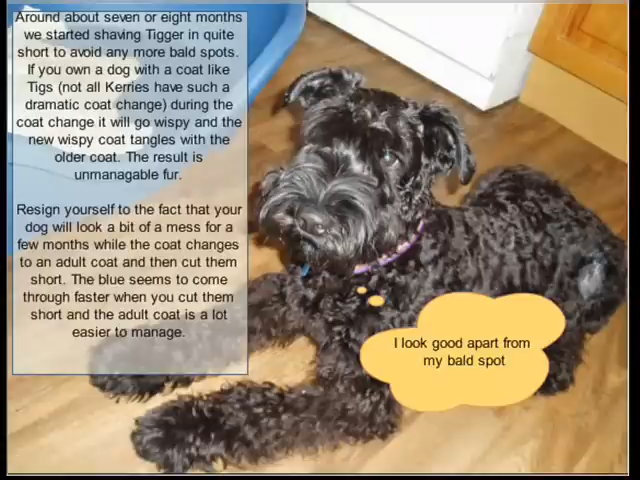 Around about seven or eight months
we started shaving Tigger in quite
short to avoid any more bald spots.
If you own a dog with a coat like
Tigs (not all Kerries have such a
dramatic coat change) during the
coat change it will go wispy and the
new wispy coat tangles with the
older coat. The result is
unmanagable fur.
Resign yourself to the fact that your
dog will look a bit of a mess for a
few months while the coat changes
to an adult coat and then cut them
short. The blue seems to come
through faster when you cut them
short and the adult coat is a lot
easier to manage.
I look good apart from
my bald spot